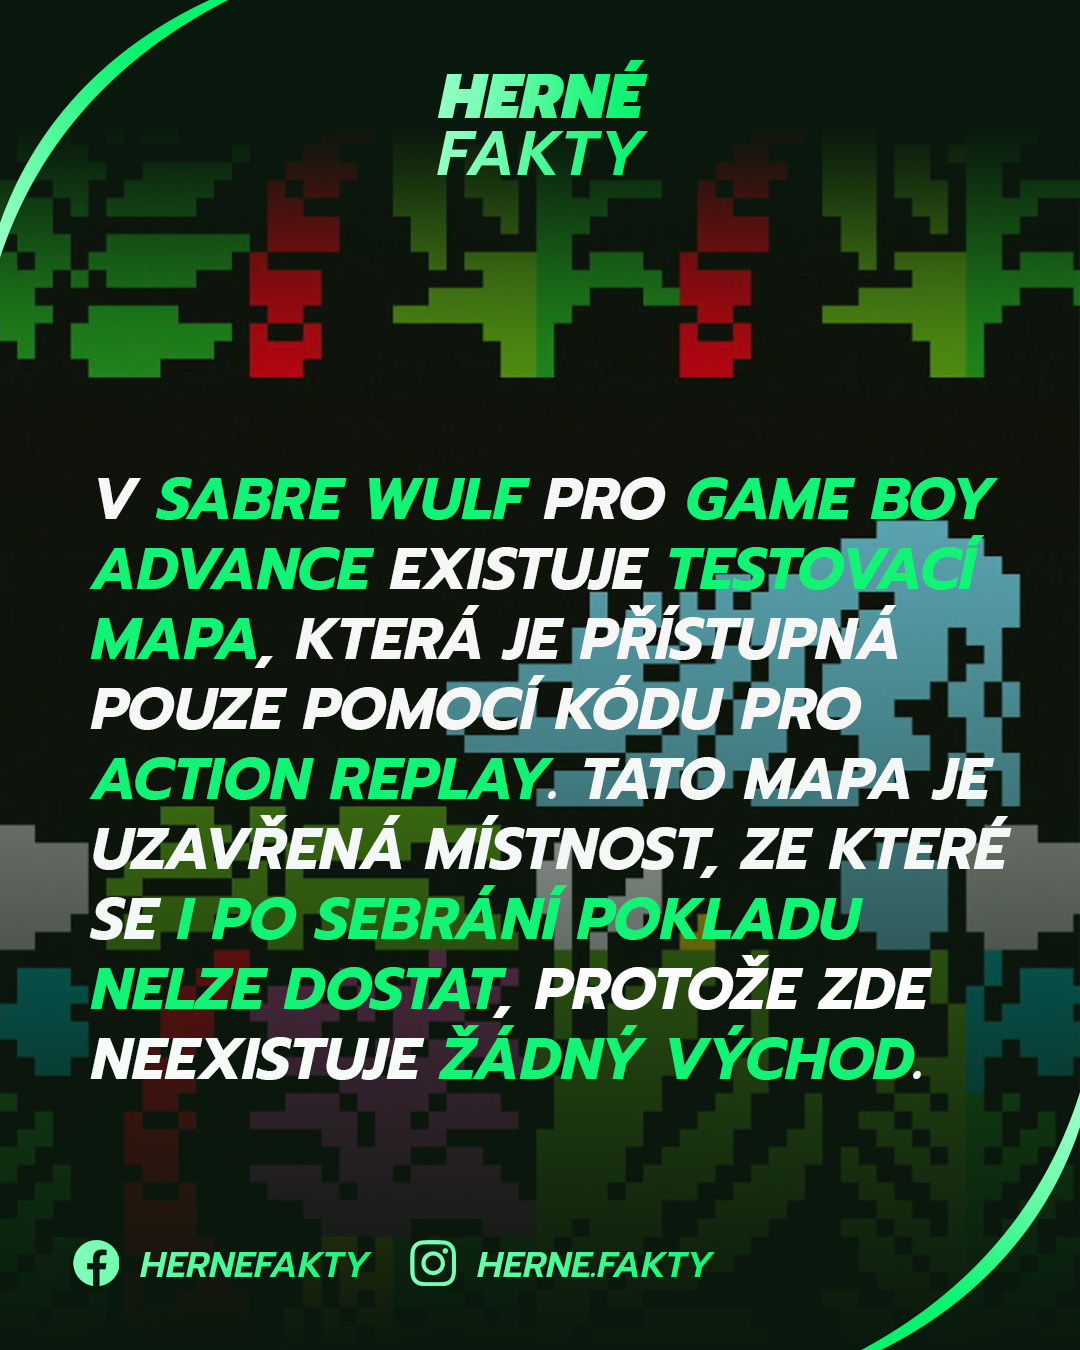 HERNÉ
FAKTY
V SABRE WULF PRO GAME BOY
ADVANCE EXISTUJE TESTOVACÍ
MAPA, KTERÁ JE PŘÍSTUPNÁ
POUZE POMOCÍ KÓDU PRO
ACTION REPLAY. TATO MAPA JE
UZAVŘENÁ MÍSTNOST, ZE KTERÉ
SE I PO SEBRÁNÍ POKLADU
NELZE DOSTAT, PROTOŽE ZDE
NEEXISTUJE ŽÁDNÝ VÝCHOD.
HERNEFAKTY HERNE.FAKTY